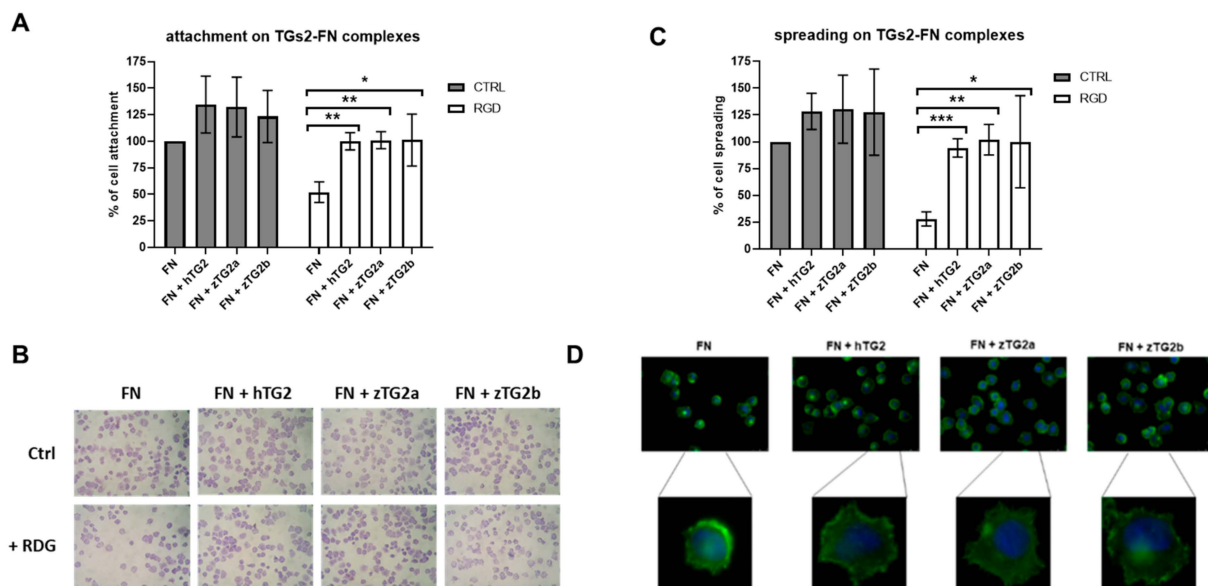 A
attachment on TGs2-FN complexes
% of cell attachment
175
150
125
100
75
50
25
0
*
**
**
CTRL
RGD
FN
FN + hTG2
FN + zTG2a
FN + zTG2b
FN
FN + hTG2
FN + zTG2a
FN + zTG2b
C
spreading on TGs2-FN complexes
% of cell spreading
175
150
125
100
75
50
25
0
*
**
***
CTRL
RGD
FN
FN + hTG2
FN + zTG2a
FN + zTG2b
FN
FN + hTG2
FN + zTG2a
FN + zTG2b
B
FN FN + hTG2 FN + zTG2a FN + zTG2b
Ctrl
+ RDG
D
FN FN + hTG2 FN + zTG2a FN + zTG2b